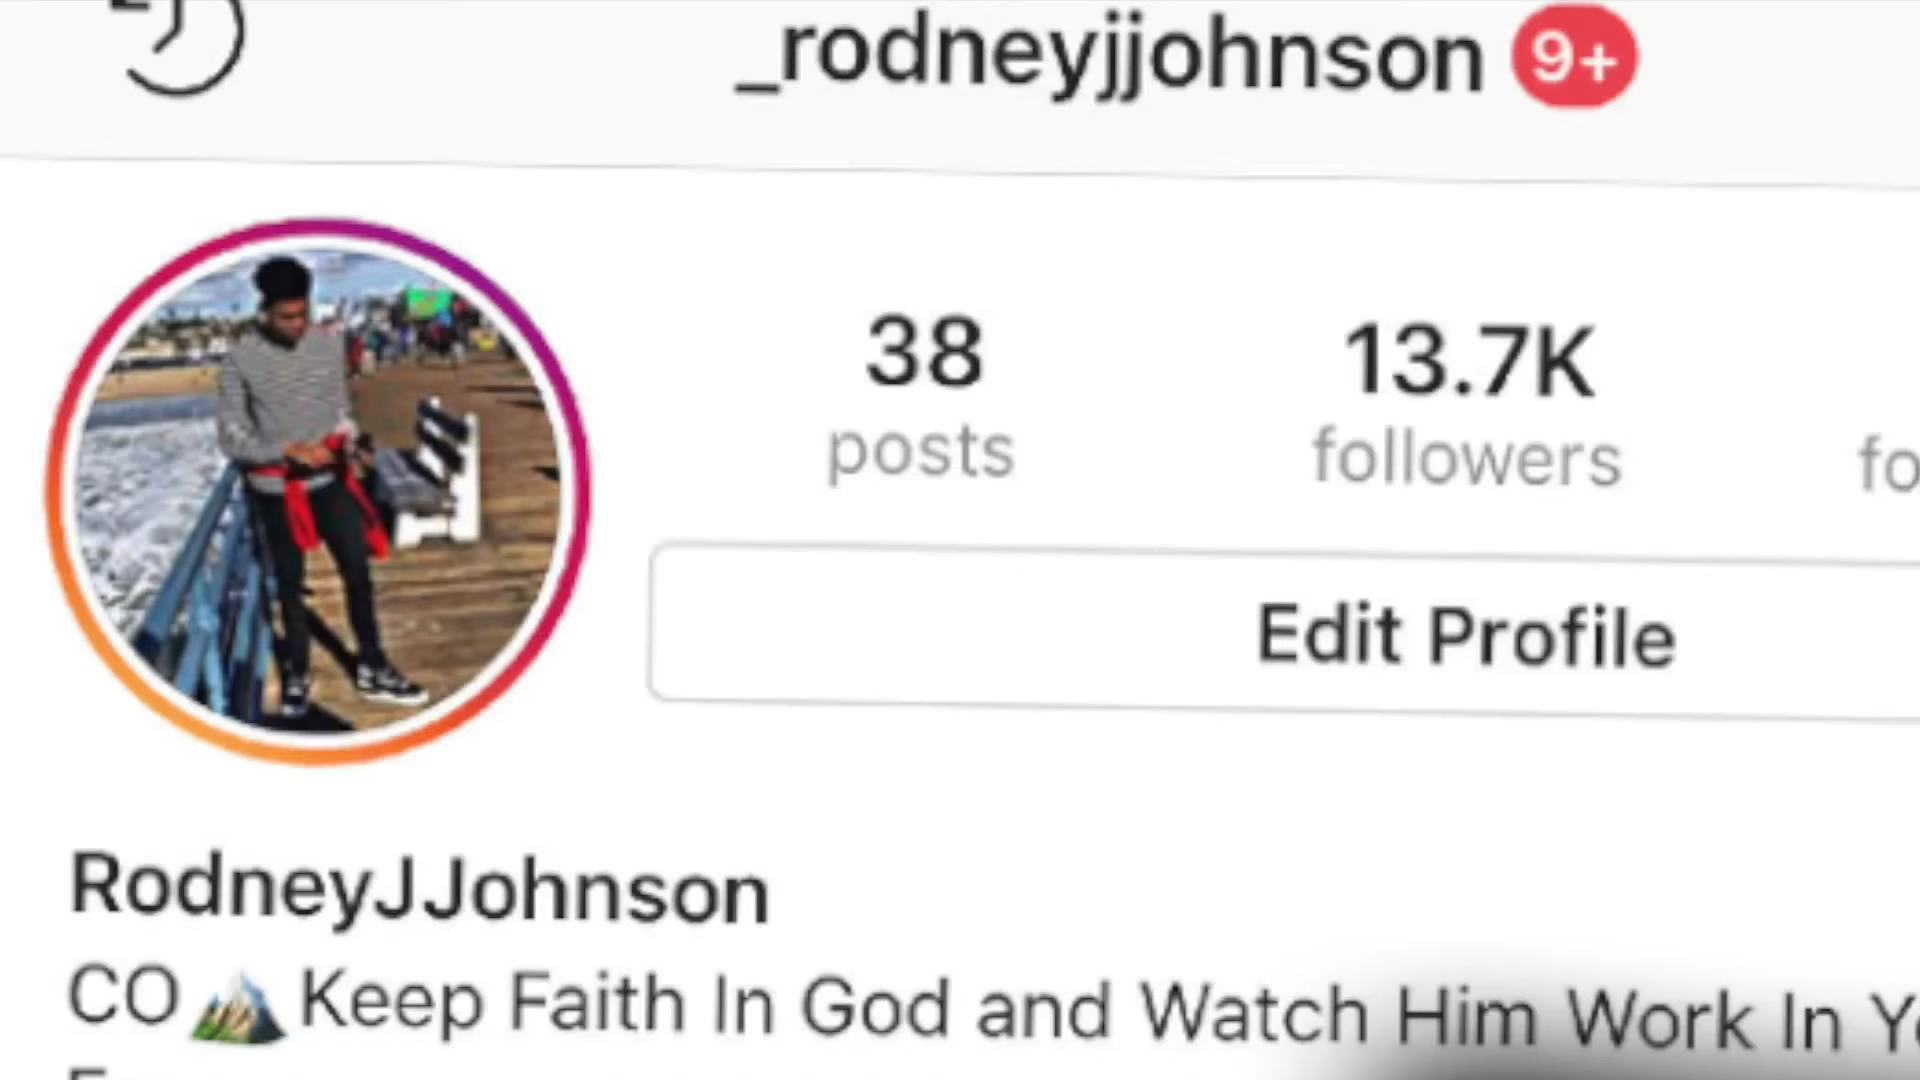 _rodneyjjohnson 9+
38 13.7K
posts followers fo
Edit Profile
RodneyJJohnson
CO Keep Faith In God and Watch Him Work In